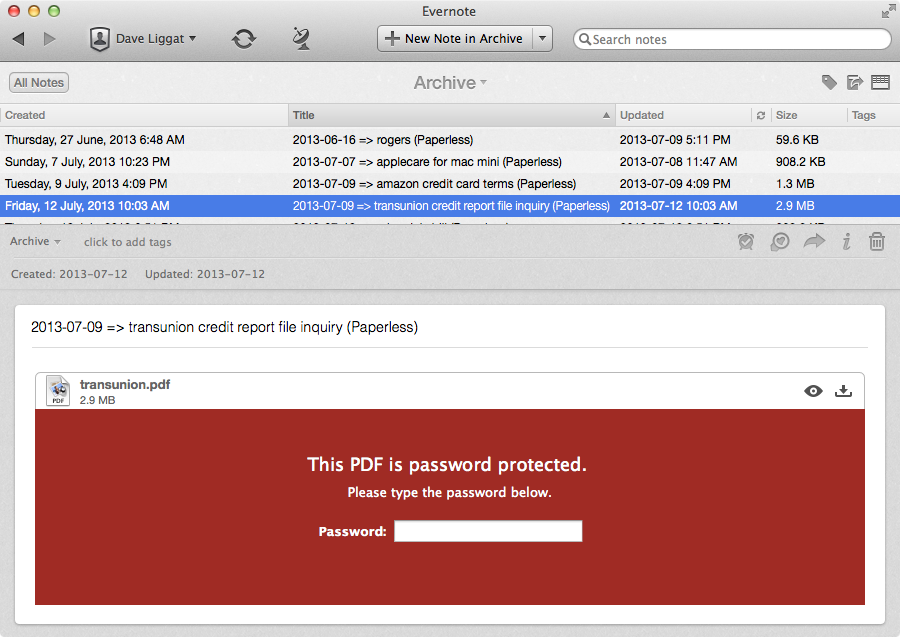 Evernote
Dave Liggat
New Note in Archive
Search notes
All Notes
Archive
Created Title Updated Size Tags
Thursday, 27 June, 2013 6:48 AM 2013-06-16 => rogers (Paperless) 2013-07-09 5:11 PM 59.6 KB
Sunday, 7 July, 2013 10:23 PM 2013-07-07 => applecare for mac mini (Paperless) 2013-07-08 11:47 AM 908.2 KB
Tuesday, 9 July, 2013 4:09 PM 2013-07-09 => amazon credit card terms (Paperless) 2013-07-09 4:09 PM 1.3 MB
Friday, 12 July, 2013 10:03 AM 2013-07-09 => transunion credit report file inquiry (Paperless) 2013-07-12 10:03 AM 2.9 MB
Archive click to add tags
Created: 2013-07-12 Updated: 2013-07-12
2013-07-09 => transunion credit report file inquiry (Paperless)
PDF
transunion.pdf
2.9 MB
This PDF is password protected.
Please type the password below.
Password: